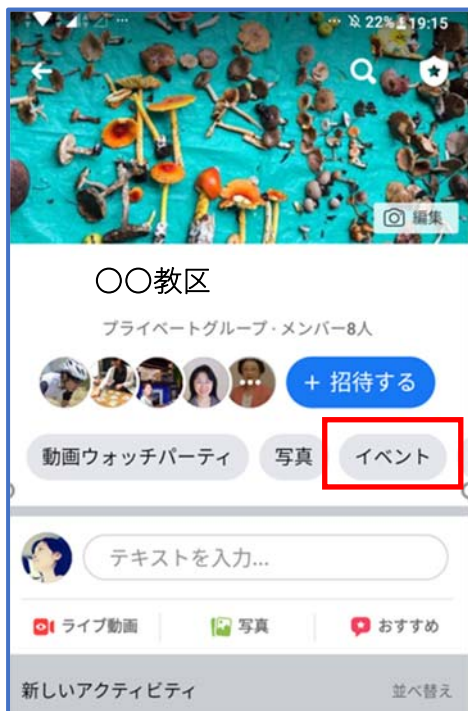 22% 19:15
編集
〇〇教区
プライベートグループ · メンバー8人
+ 招待する
動画ウォッチパーティ 写真 イベント
テキストを入力...
ライブ動画 写真 おすすめ
新しいアクティビティ 並べ替え